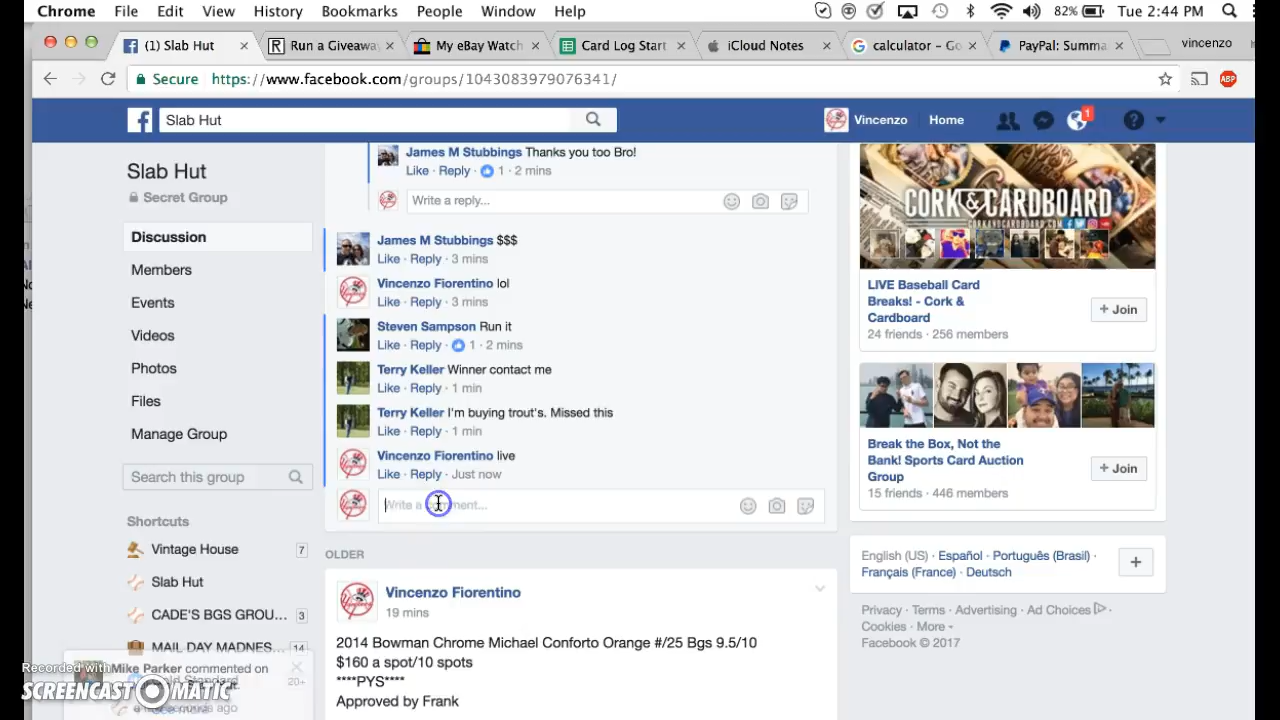 Chrome File Edit View History Bookmarks People Window Help 82% Tue 2:44 PM
(1) Slab Hut
Run a Giveaway
My eBay Watch
Card Log Start
iCloud Notes
calculator – Go
PayPal: Summa
vincenzo
Secure https://www.facebook.com/groups/1043083979076341/
ABP
Slab Hut
Vincenzo
Home
1
Slab Hut
Secret Group
Discussion
Members
Events
Videos
Photos
Files
Manage Group
Search this group
Shortcuts
Vintage House 7
Slab Hut
CADE'S BGS GROU... 3
MAIL DAY MADNES... 14
Mike Parker commented on
20+
Recorded with
SCREENCAST-O-MATIC
James M Stubbings Thanks you too Bro!
Like · Reply · 1 · 2 mins
Write a reply...
James M Stubbings $$$
Like · Reply · 3 mins
Vincenzo Fiorentino lol
Like · Reply · 3 mins
Steven Sampson Run it
Like · Reply · 1 · 2 mins
Terry Keller Winner contact me
Like · Reply · 1 min
Terry Keller I'm buying trout's. Missed this
Like · Reply · 1 min
Vincenzo Fiorentino live
Like · Reply · Just now
Write a comment...
OLDER
Vincenzo Fiorentino
19 mins
2014 Bowman Chrome Michael Conforto Orange #/25 Bgs 9.5/10
$160 a spot/10 spots
****PYS****
Approved by Frank
CORK & CARDBOARD
LIVE Baseball Card
Breaks! - Cork &
Cardboard
24 friends · 256 members
+ Join
Break the Box, Not the
Bank! Sports Card Auction
Group
15 friends · 446 members
+ Join
English (US) · Español · Português (Brasil) ·
Français (France) · Deutsch
Privacy · Terms · Advertising · Ad Choices ·
Cookies · More
Facebook © 2017